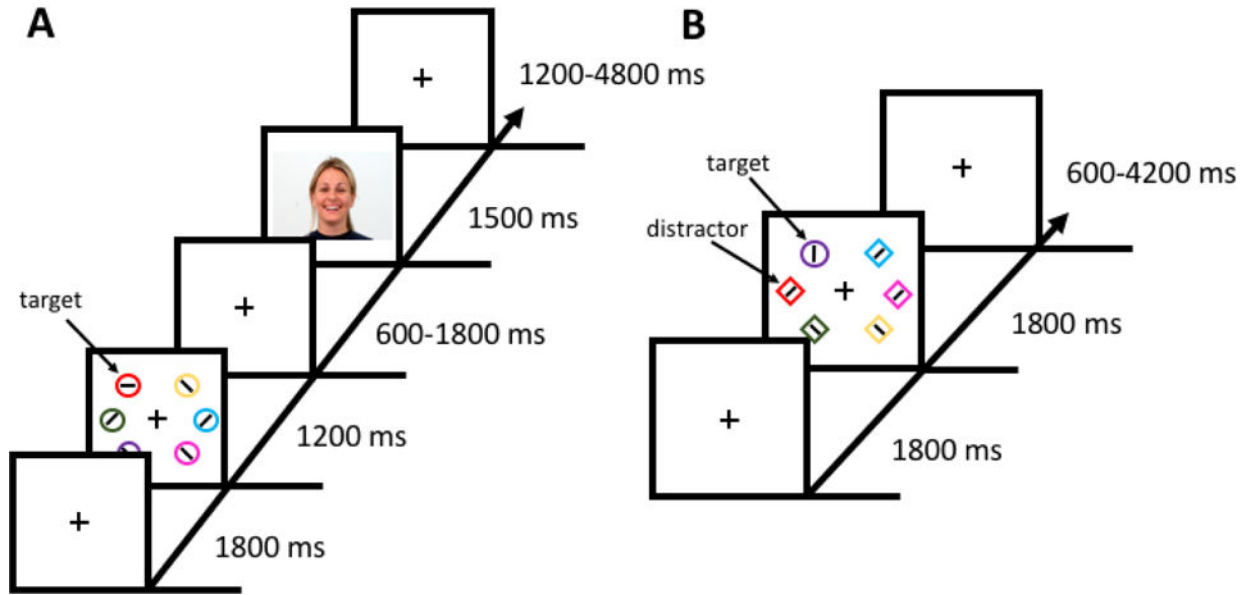 A
1200-4800 ms
1500 ms
target
600-1800 ms
1200 ms
1800 ms
B
target
600-4200 ms
distractor
1800 ms
1800 ms